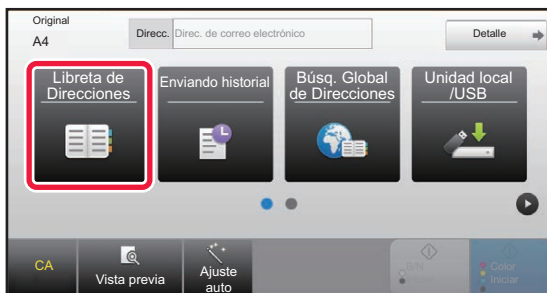 Original
A4
Direcc. Direc. de correo electrónico
Detalle
Libreta de
Direcciones
Enviando historial
Búsq. Global
de Direcciones
Unidad local
/USB
CA
Vista previa
Ajuste
auto
B/N
Color
Iniciar